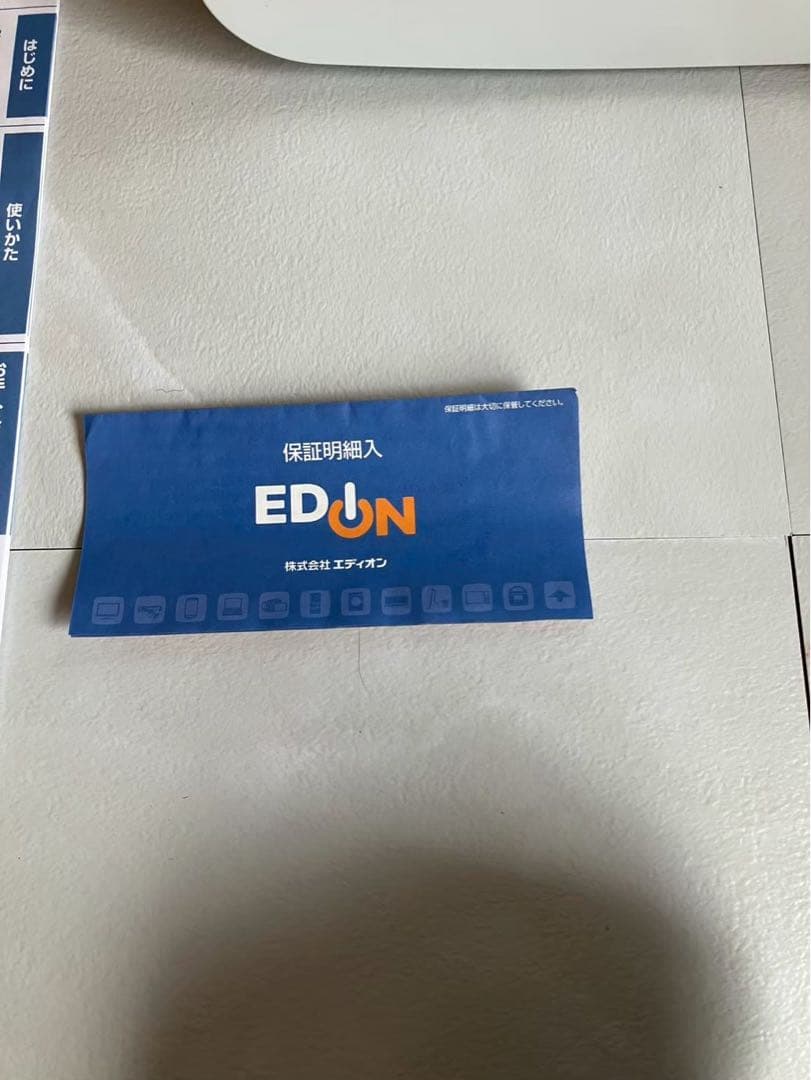 はじめに
使いかた
保証明細は大切に保管してください。
保証明細入
EDION
株式会社 エディオン